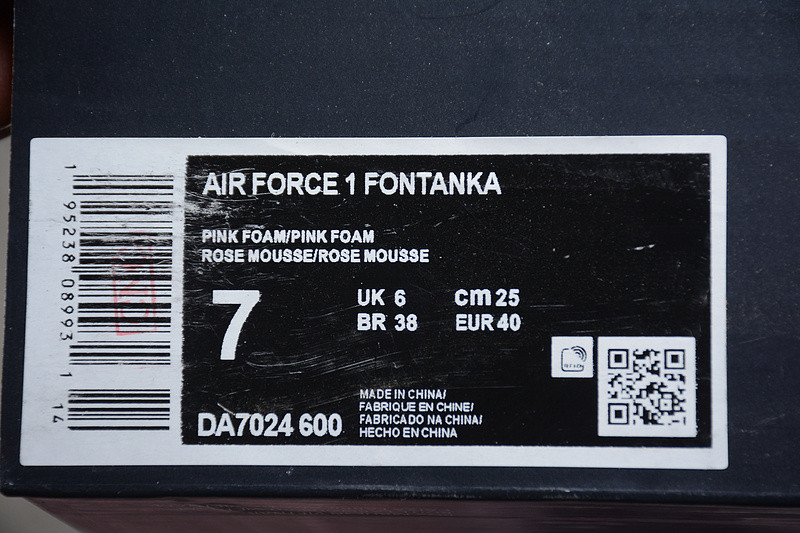 AIR FORCE 1 FONTANKA
PINK FOAM/PINK FOAM
ROSE MOUSSE/ROSE MOUSSE
7
UK 6 cm 25
BR 38 EUR 40
DA7024 600
MADE IN CHINA/
FABRIQUE EN CHINE/
FABRICADO NA CHINA/
HECHO EN CHINA
1 95238 08993 1 14